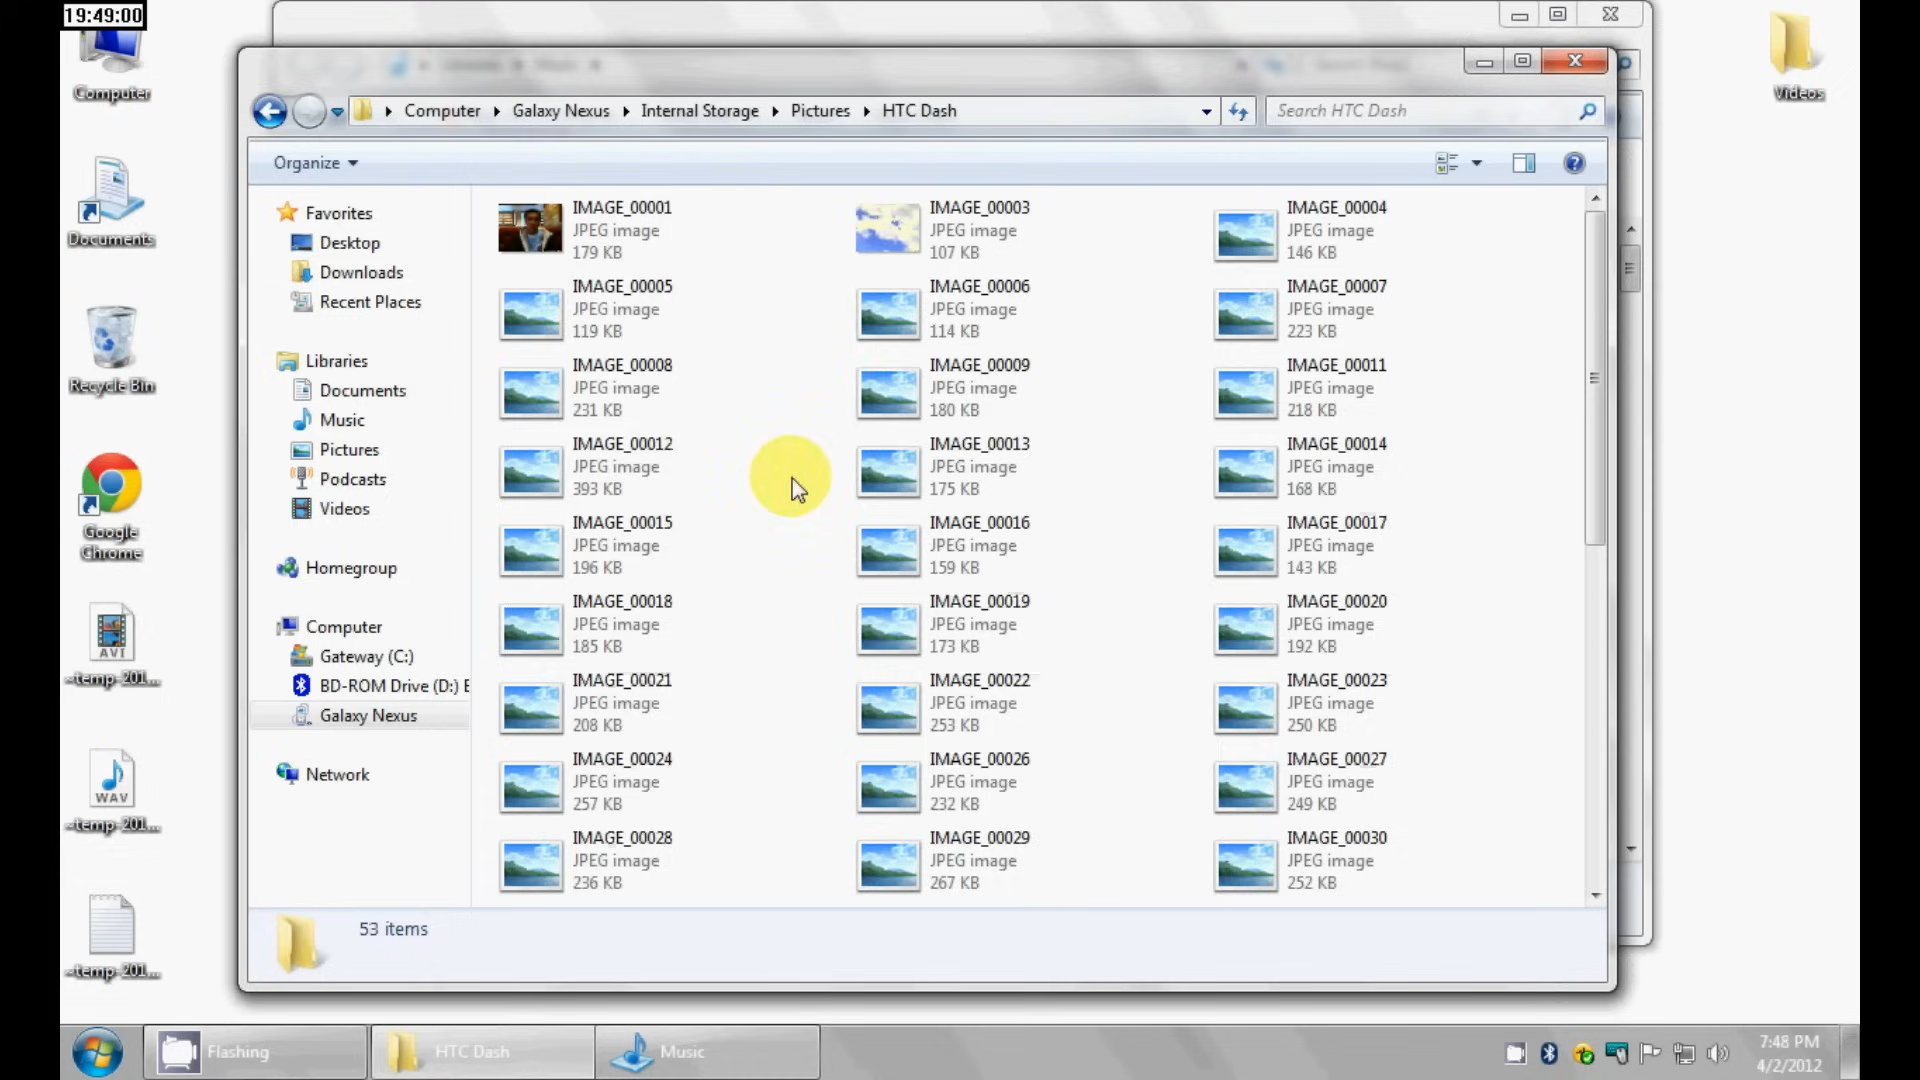 19:49:00
Computer
Documents
Recycle Bin
Google
Chrome
AVI
~temp-201...
WAV
~temp-201...
~temp-201...
Videos
Computer
Galaxy Nexus
Internal Storage
Pictures
HTC Dash
Search HTC Dash
Organize
Favorites
Desktop
Downloads
Recent Places
Libraries
Documents
Music
Pictures
Podcasts
Videos
Homegroup
Computer
Gateway (C:)
BD-ROM Drive (D:) E
Galaxy Nexus
Network
IMAGE_00001
JPEG image
179 KB
IMAGE_00003
JPEG image
107 KB
IMAGE_00004
JPEG image
146 KB
IMAGE_00005
JPEG image
119 KB
IMAGE_00006
JPEG image
114 KB
IMAGE_00007
JPEG image
223 KB
IMAGE_00008
JPEG image
231 KB
IMAGE_00009
JPEG image
180 KB
IMAGE_00011
JPEG image
218 KB
IMAGE_00012
JPEG image
393 KB
IMAGE_00013
JPEG image
175 KB
IMAGE_00014
JPEG image
168 KB
IMAGE_00015
JPEG image
196 KB
IMAGE_00016
JPEG image
159 KB
IMAGE_00017
JPEG image
143 KB
IMAGE_00018
JPEG image
185 KB
IMAGE_00019
JPEG image
173 KB
IMAGE_00020
JPEG image
192 KB
IMAGE_00021
JPEG image
208 KB
IMAGE_00022
JPEG image
253 KB
IMAGE_00023
JPEG image
250 KB
IMAGE_00024
JPEG image
257 KB
IMAGE_00026
JPEG image
232 KB
IMAGE_00027
JPEG image
249 KB
IMAGE_00028
JPEG image
236 KB
IMAGE_00029
JPEG image
267 KB
IMAGE_00030
JPEG image
252 KB
53 items
Flashing
HTC Dash
Music
7:48 PM
4/2/2012